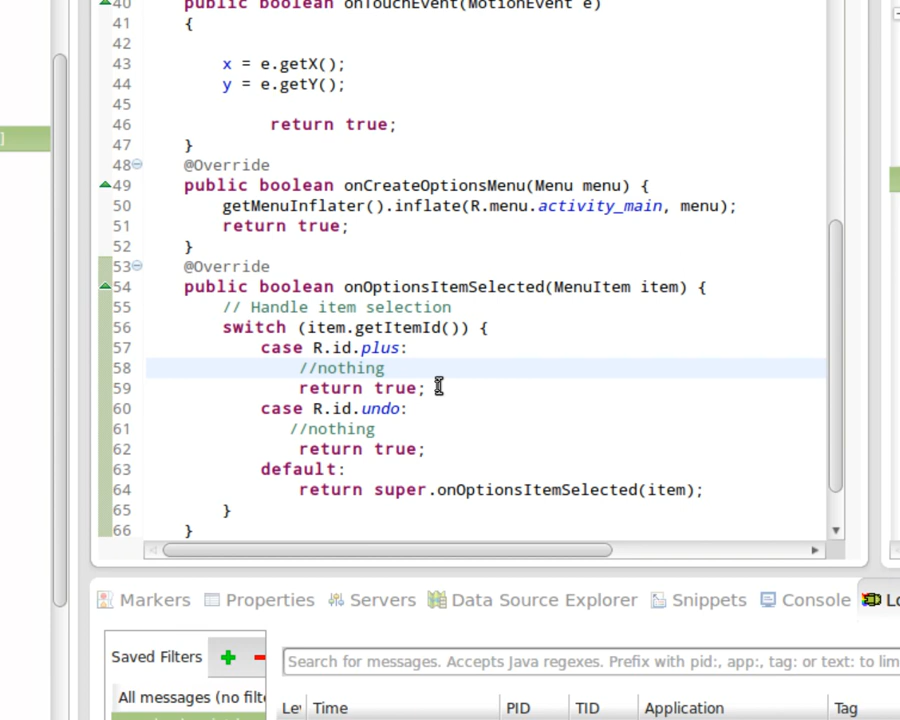 ]
40 public boolean onTouchEvent(MotionEvent e)
41 {
42
43 x = e.getX();
44 y = e.getY();
45
46 return true;
47 }
48 @Override
49 public boolean onCreateOptionsMenu(Menu menu) {
50 getMenuInflater().inflate(R.menu.activity_main, menu);
51 return true;
52 }
53 @Override
54 public boolean onOptionsItemSelected(MenuItem item) {
55 // Handle item selection
56 switch (item.getItemId()) {
57 case R.id.plus:
58 //nothing
59 return true;
60 case R.id.undo:
61 //nothing
62 return true;
63 default:
64 return super.onOptionsItemSelected(item);
65 }
66 }
Markers Properties Servers Data Source Explorer Snippets Console Lo
Saved Filters
Search for messages. Accepts Java regexes. Prefix with pid:, app:, tag: or text: to lim
All messages (no filte
Le Time PID TID Application Tag